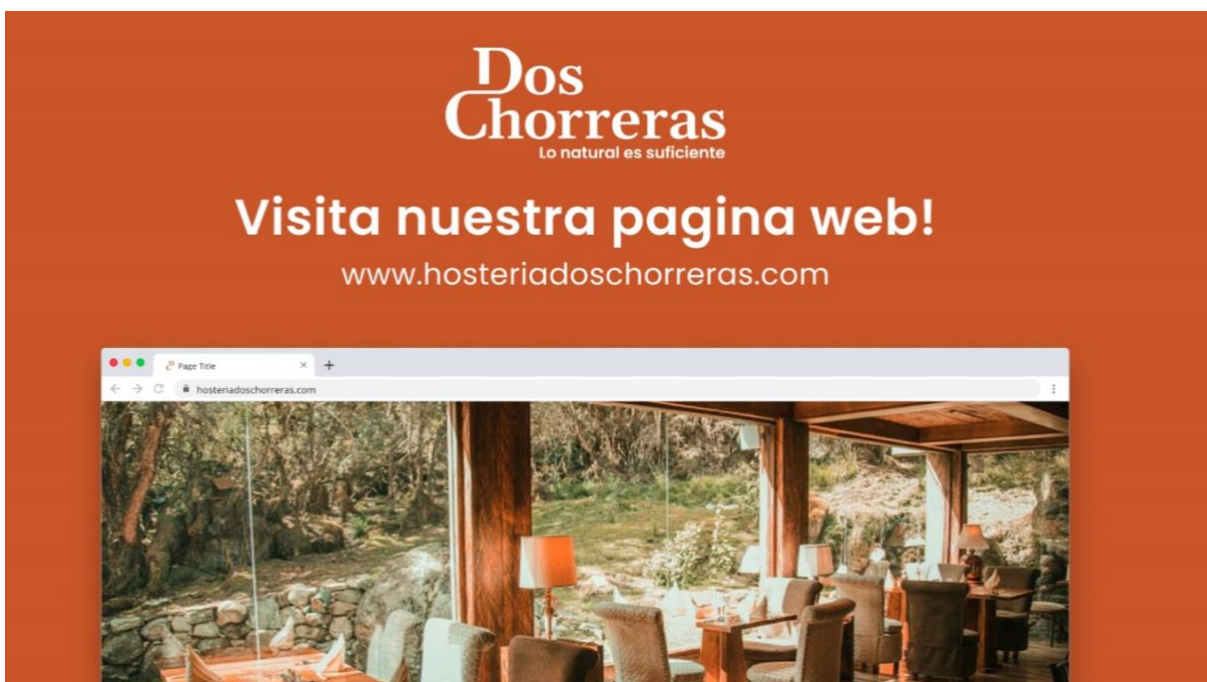 Dos
Chorreras
Lo natural es suficiente
Visita nuestra pagina web!
www.hosteriadoschorreras.com
Page Title
hosteriadoschorreras.com